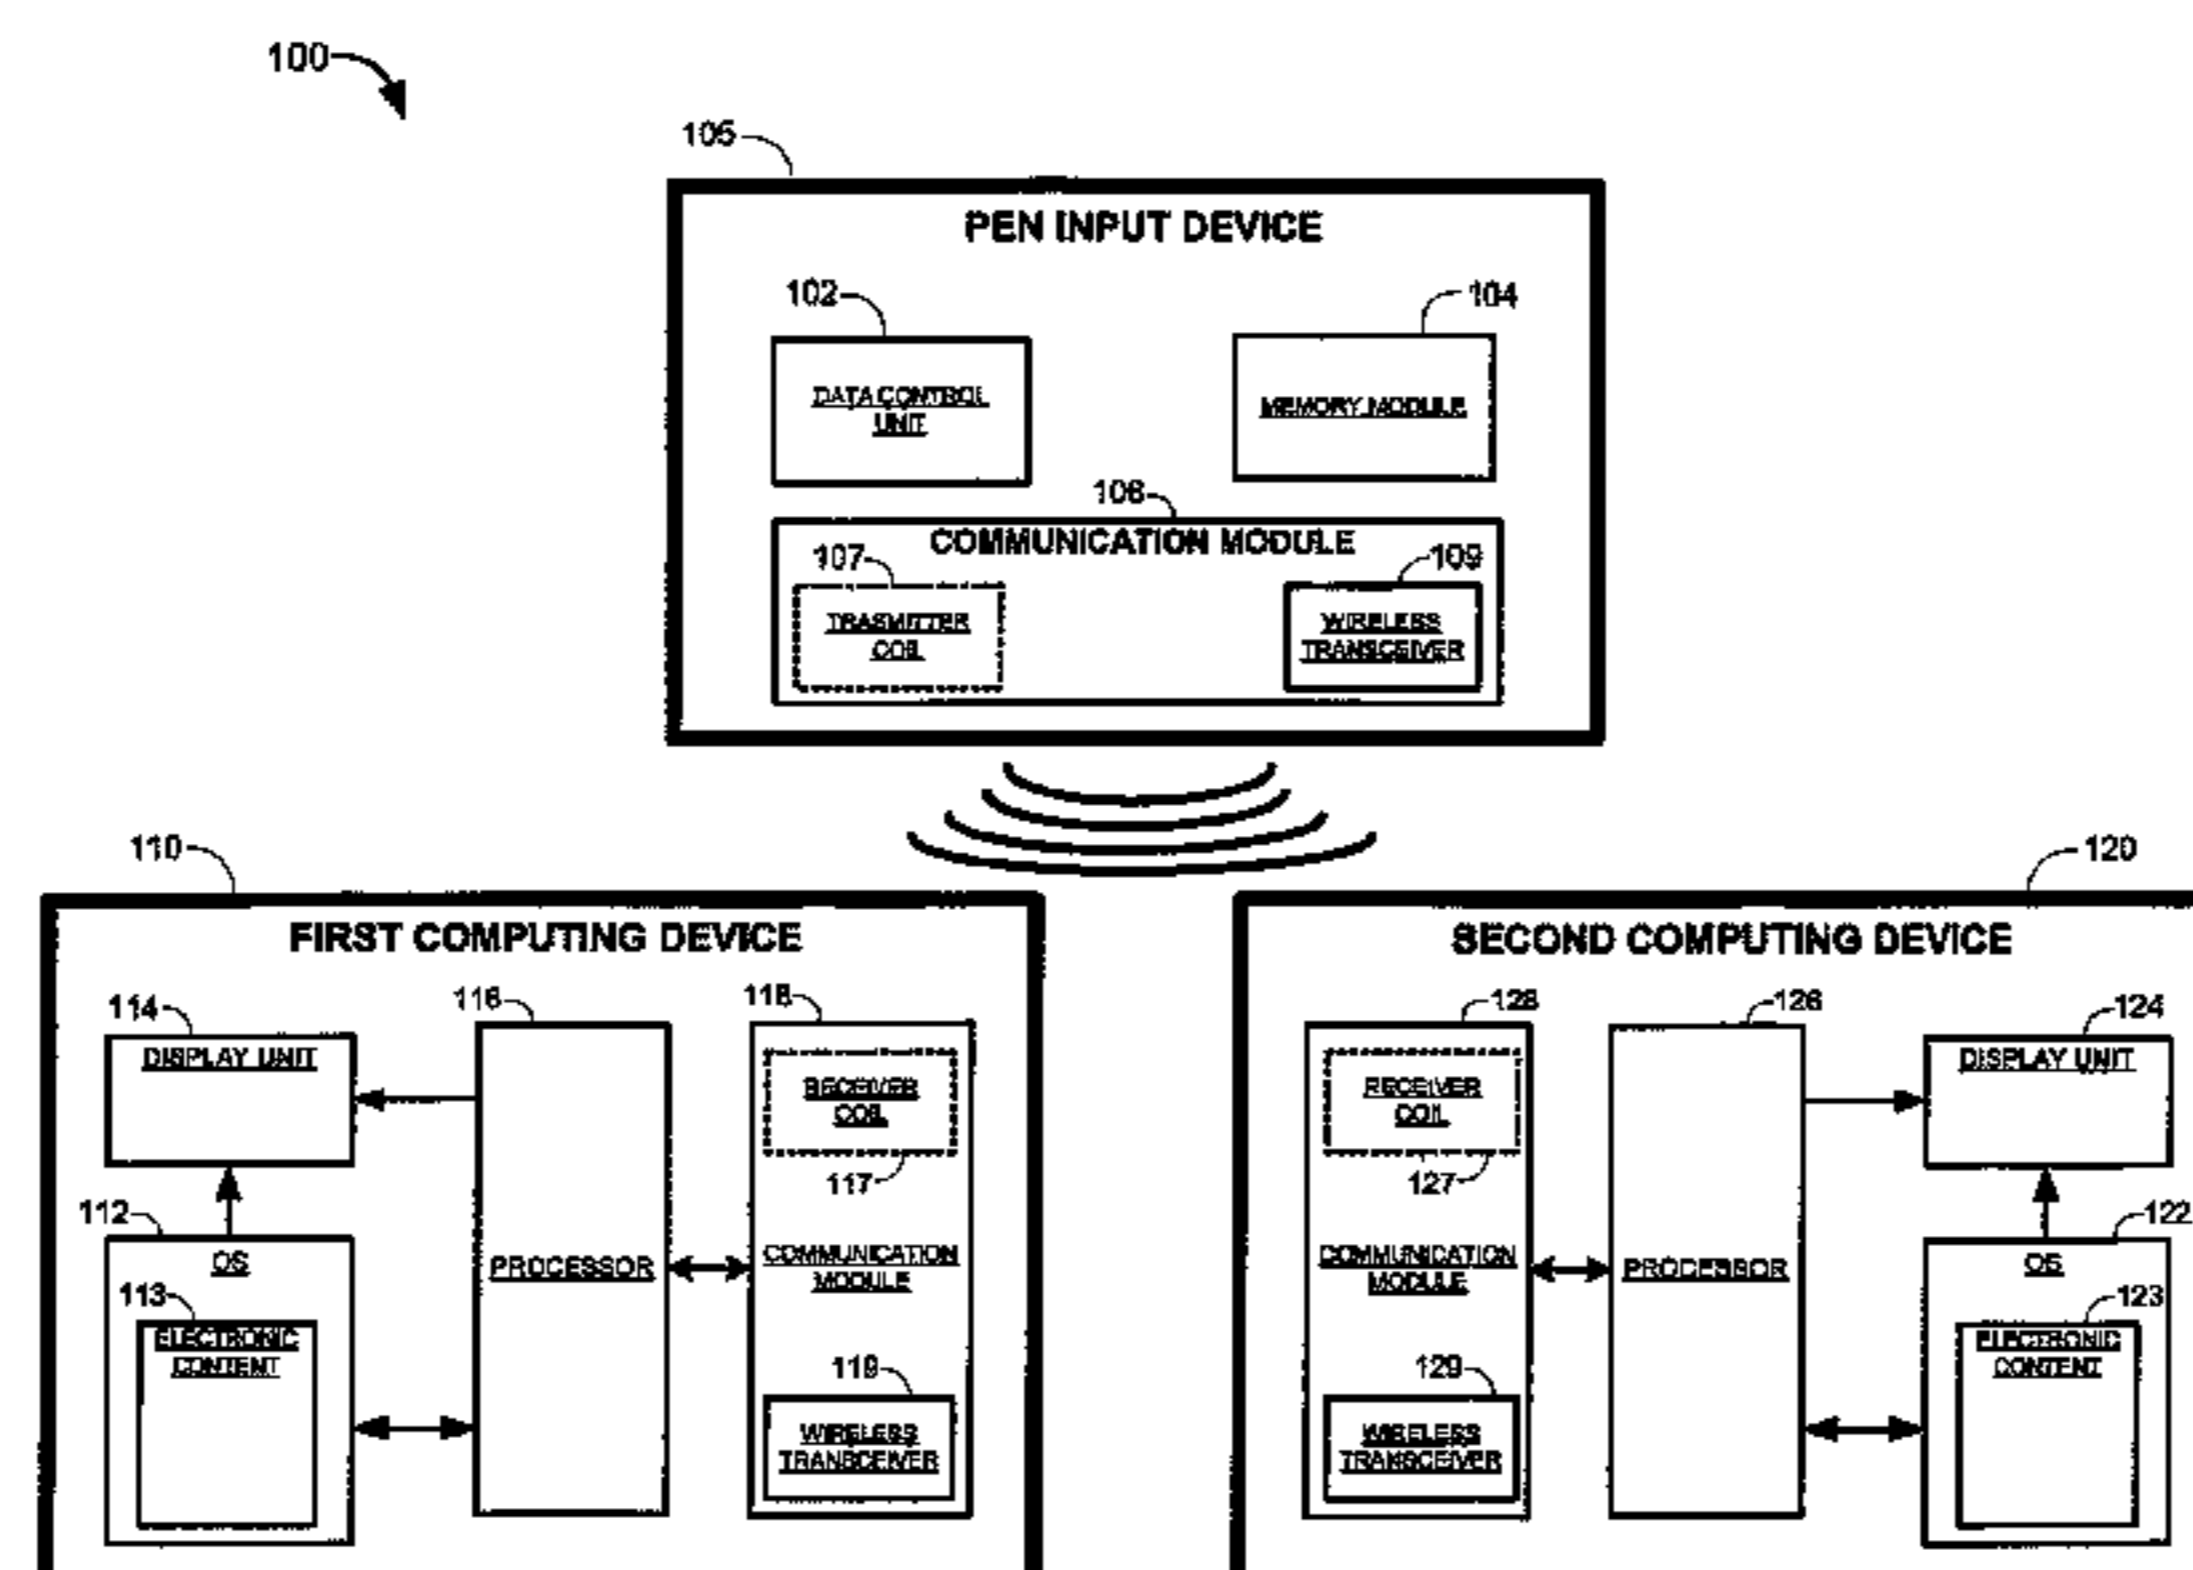 100
105
PEN INPUT DEVICE
102
104
DATA CONTROL
UNIT
MEMORY MODULE
106
COMMUNICATION MODULE
107
109
TRASMITTER
COIL
WIRELESS
TRANSCEIVER
110
120
FIRST COMPUTING DEVICE
114
116
118
DISPLAY UNIT
RECEIVER
COIL
117
112
OS
PROCESSOR
COMMUNICATION
MODULE
113
ELECTRONIC
CONTENT
119
WIRELESS
TRANSCEIVER
SECOND COMPUTING DEVICE
128
126
124
RECEIVER
COIL
DISPLAY UNIT
127
122
COMMUNICATION
MODULE
PROCESSOR
OS
123
ELECTRONIC
CONTENT
129
WIRELESS
TRANSCEIVER